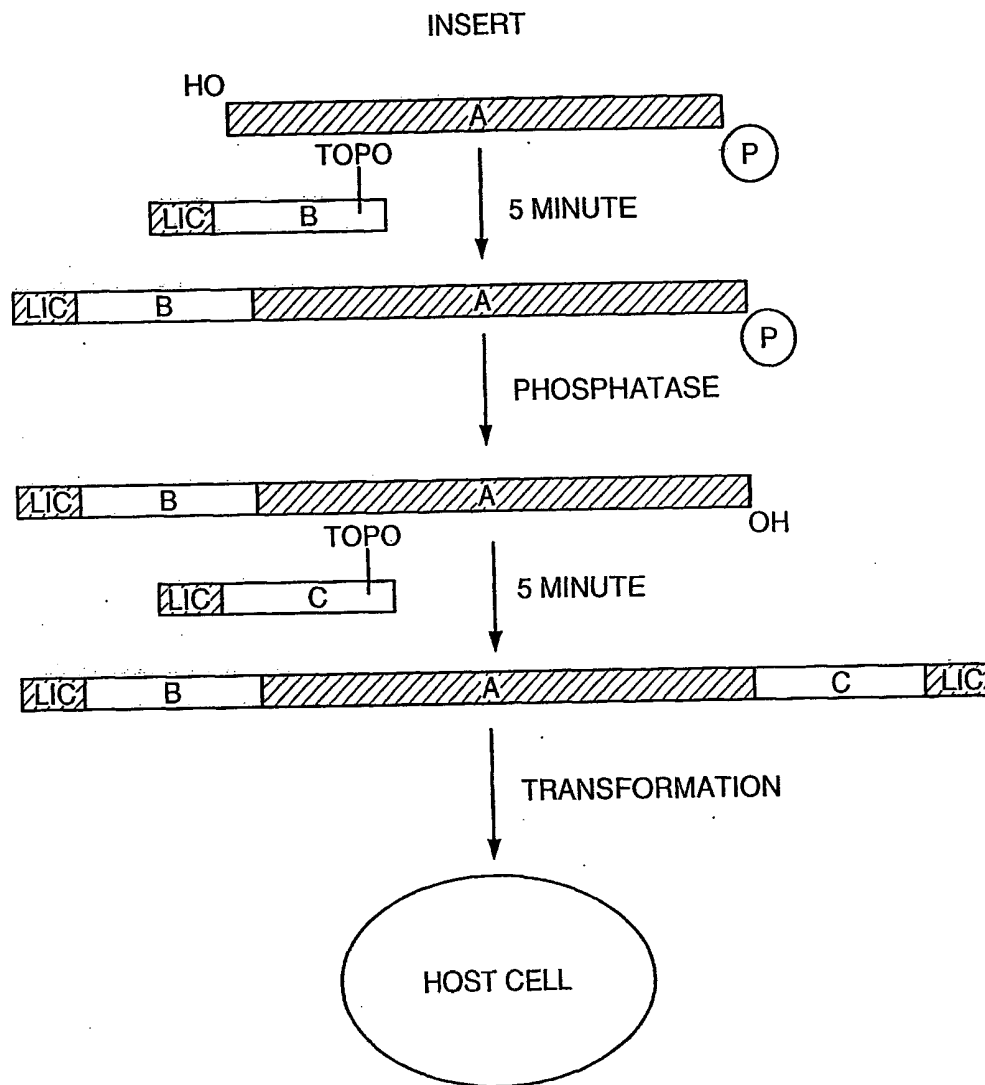 INSERT
HO
A
P
TOPO
LIC B
5 MINUTE
LIC B A
P
PHOSPHATASE
LIC B A
OH
TOPO
LIC C
5 MINUTE
LIC B A C LIC
TRANSFORMATION
HOST CELL